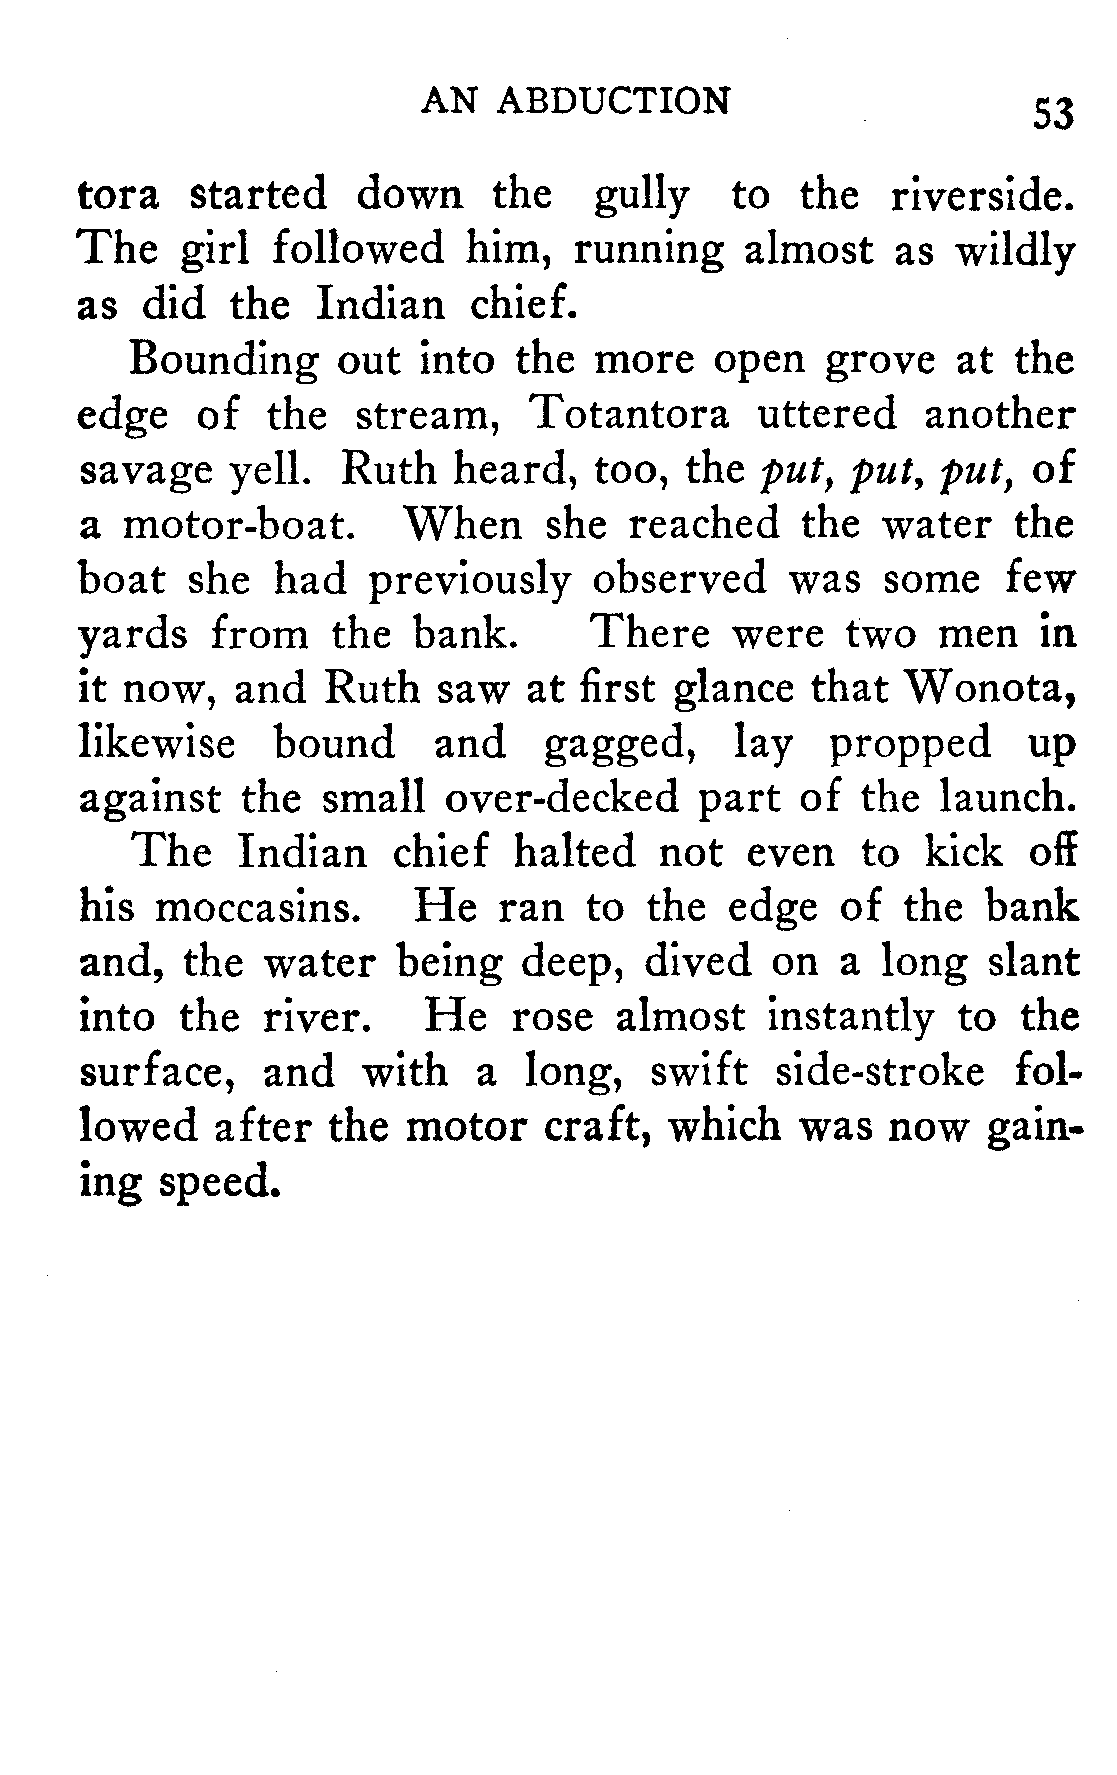 AN ABDUCTION 53
tora started down the gully to the riverside.
The girl followed him, running almost as wildly
as did the Indian chief.
Bounding out into the more open grove at the
edge of the stream, Totantora uttered another
savage yell. Ruth heard, too, the put, put, put, of
a motor-boat. When she reached the water the
boat she had previously observed was some few
yards from the bank. There were two men in
it now, and Ruth saw at first glance that Wonota,
likewise bound and gagged, lay propped up
against the small over-decked part of the launch.
The Indian chief halted not even to kick off
his moccasins. He ran to the edge of the bank
and, the water being deep, dived on a long slant
into the river. He rose almost instantly to the
surface, and with a long, swift side-stroke fol-
lowed after the motor craft, which was now gain-
ing speed.